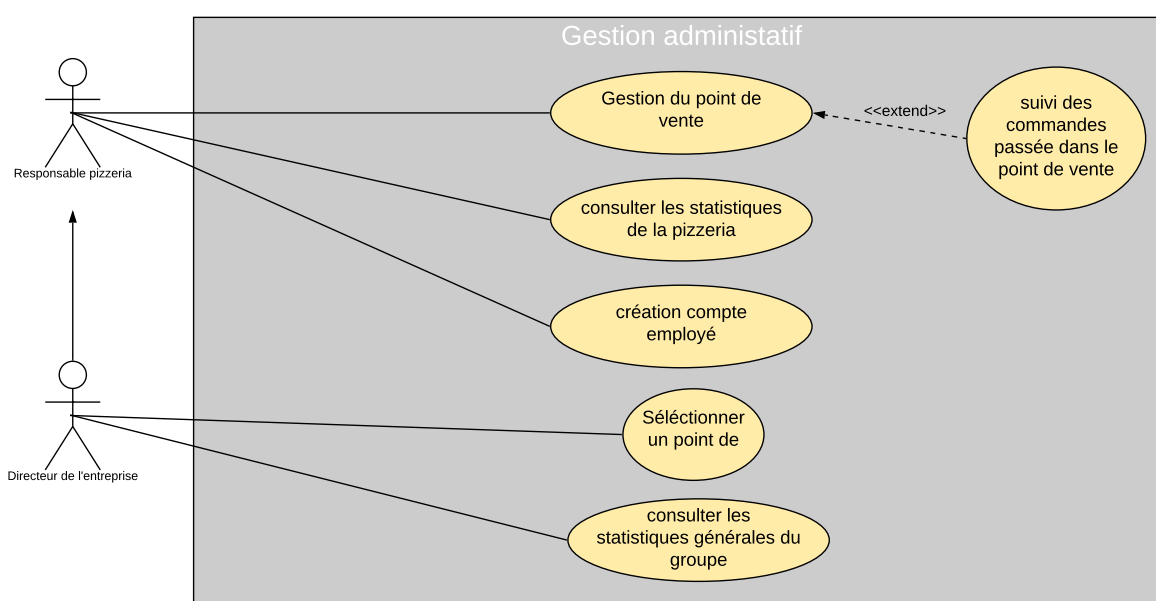 Gestion administatif
Responsable pizzeria
Gestion du point de
vente
<<extend>>
suivi des
commandes
passée dans le
point de vente
consulter les statistiques
de la pizzeria
création compte
employé
Directeur de l'entreprise
Séléctionner
un point de
consulter les
statistiques générales du
groupe